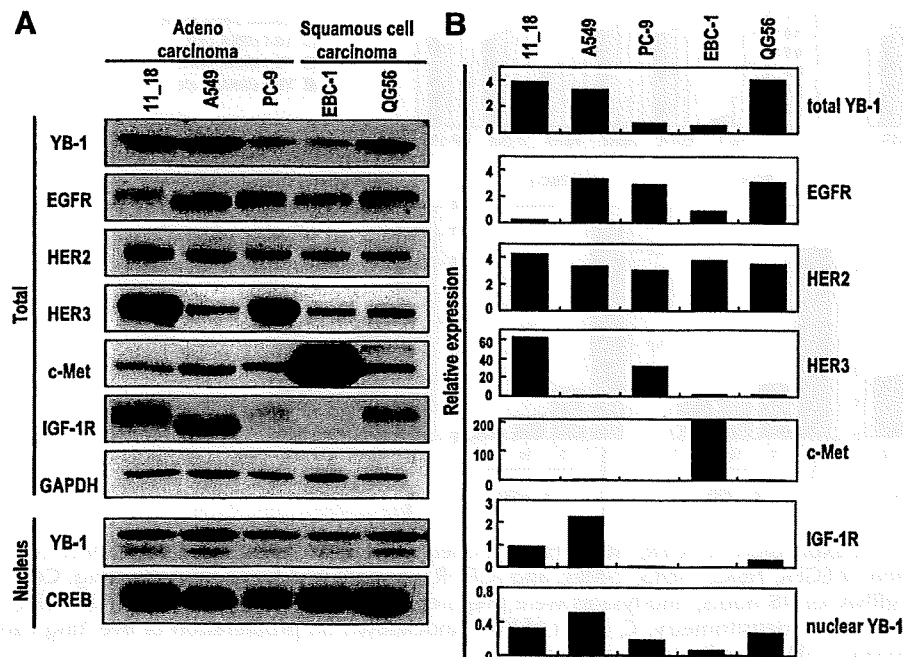 A
Adeno
carcinoma
Squamous cell
carcinoma
11_18
A549
PC-9
EBC-1
QG56
Total
YB-1
EGFR
HER2
HER3
c-Met
IGF-1R
GAPDH
Nucleus
YB-1
CREB
B
11_18
A549
PC-9
EBC-1
QG56
Relative expression
4
2
0
total YB-1
4
2
0
EGFR
4
2
0
HER2
60
40
20
0
HER3
200
100
0
c-Met
3
2
1
0
IGF-1R
0.8
0.4
0
nuclear YB-1